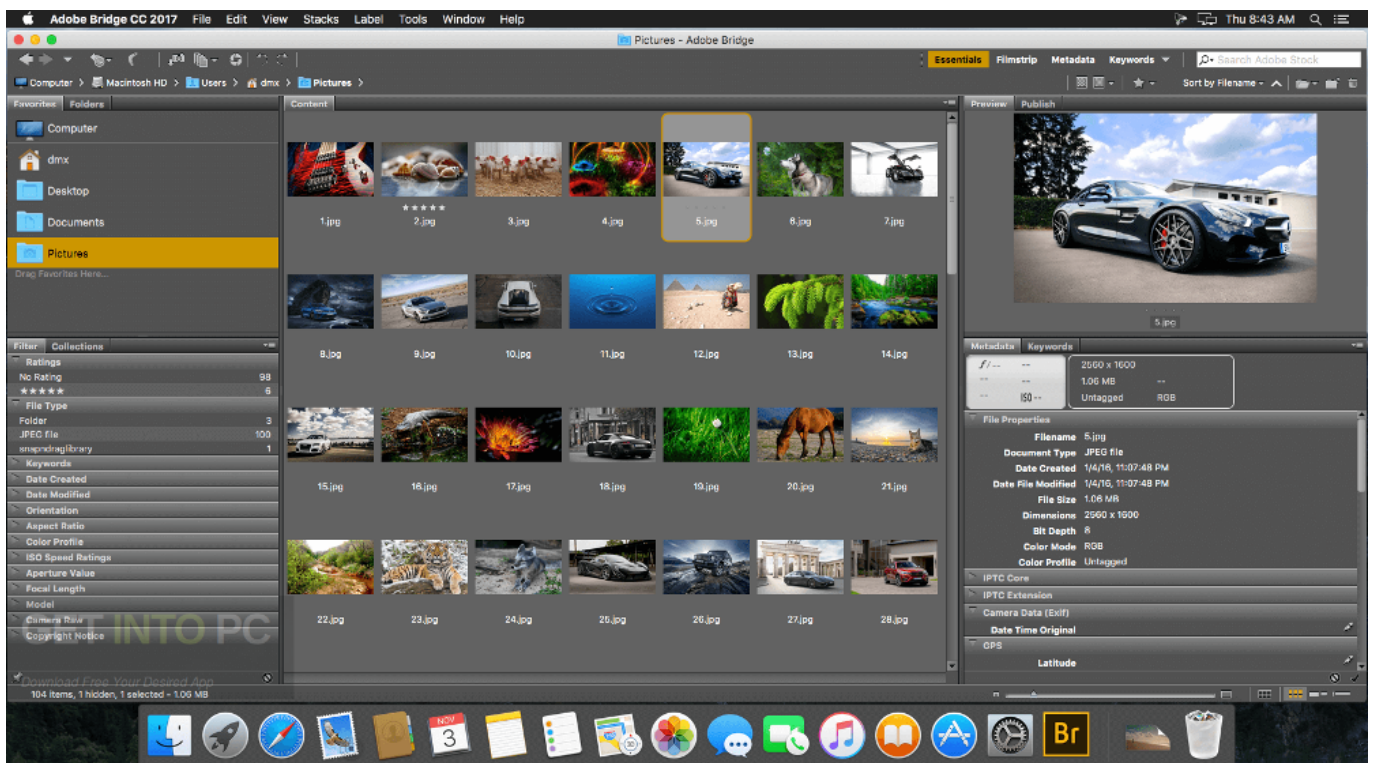 Adobe Bridge CC 2017 File Edit View Stacks Label Tools Window Help Thu 8:43 AM
Pictures - Adobe Bridge
Essentials Filmstrip Metadata Keywords Search Adobe Stock
Computer > Macintosh HD > Users > dmx > Pictures >
Sort by Filename
Favorites Folders
Computer
dmx
Desktop
Documents
Pictures
Drag Favorites Here...
Filter Collections
Ratings
No Rating 98
★★★★★ 6
File Type
Folder 3
JPEG file 100
snapndraglibrary 1
Keywords
Date Created
Date Modified
Orientation
Aspect Ratio
Color Profile
ISO Speed Ratings
Aperture Value
Focal Length
Model
Camera Raw
Copyright Notice
GET INTO PC
Download Free Your Desired App
104 items, 1 hidden, 1 selected - 1.06 MB
Content
★★★★★
1.jpg 2.jpg 3.jpg 4.jpg 5.jpg 6.jpg 7.jpg
8.jpg 9.jpg 10.jpg 11.jpg 12.jpg 13.jpg 14.jpg
15.jpg 16.jpg 17.jpg 18.jpg 19.jpg 20.jpg 21.jpg
22.jpg 23.jpg 24.jpg 25.jpg 26.jpg 27.jpg 28.jpg
Preview Publish
5.jpg
Metadata Keywords
f/-- -- 2560 x 1600
-- -- 1.06 MB --
-- ISO -- Untagged RGB
File Properties
Filename 5.jpg
Document Type JPEG file
Date Created 1/4/16, 11:07:48 PM
Date File Modified 1/4/16, 11:07:48 PM
File Size 1.06 MB
Dimensions 2560 x 1600
Bit Depth 8
Color Mode RGB
Color Profile Untagged
IPTC Core
IPTC Extension
Camera Data (Exif)
Date Time Original
GPS
Latitude
NOV
3
Br